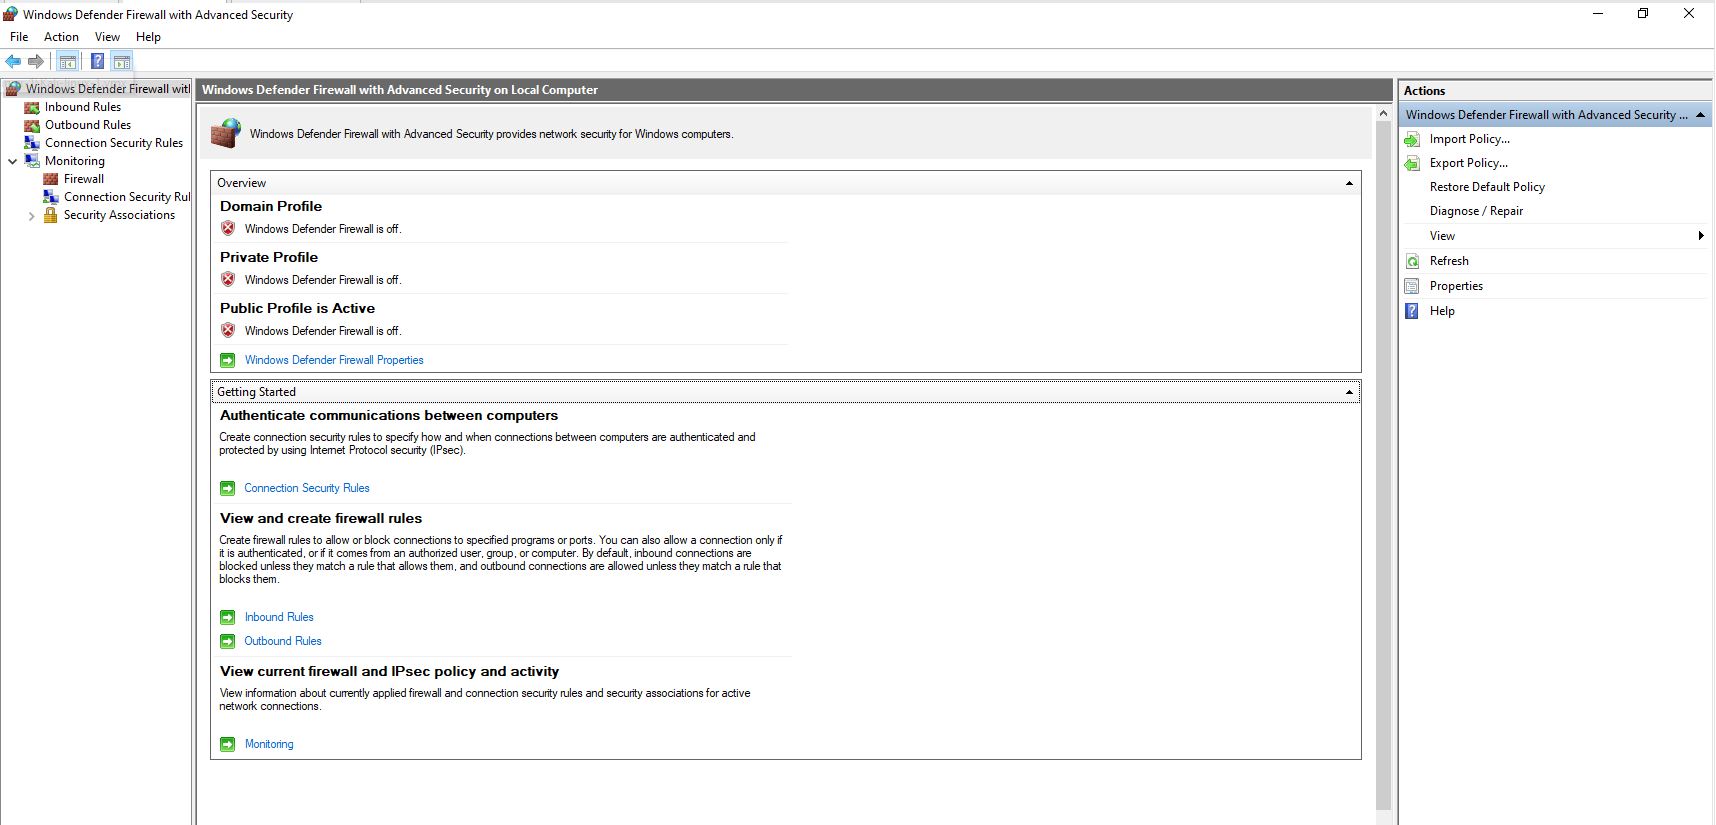 Windows Defender Firewall with Advanced Security
File Action View Help
Windows Defender Firewall wit
Inbound Rules
Outbound Rules
Connection Security Rules
Monitoring
Firewall
Connection Security Rul
Security Associations
Windows Defender Firewall with Advanced Security on Local Computer
Windows Defender Firewall with Advanced Security provides network security for Windows computers.
Overview
Domain Profile
Windows Defender Firewall is off.
Private Profile
Windows Defender Firewall is off.
Public Profile is Active
Windows Defender Firewall is off.
Windows Defender Firewall Properties
Getting Started
Authenticate communications between computers
Create connection security rules to specify how and when connections between computers are authenticated and
protected by using Internet Protocol security (IPsec).
Connection Security Rules
View and create firewall rules
Create firewall rules to allow or block connections to specified programs or ports. You can also allow a connection only if
it is authenticated, or if it comes from an authorized user, group, or computer. By default, inbound connections are
blocked unless they match a rule that allows them, and outbound connections are allowed unless they match a rule that
blocks them.
Inbound Rules
Outbound Rules
View current firewall and IPsec policy and activity
View information about currently applied firewall and connection security rules and security associations for active
network connections.
Monitoring
Actions
Windows Defender Firewall with Advanced Security ...
Import Policy...
Export Policy...
Restore Default Policy
Diagnose / Repair
View
Refresh
Properties
Help